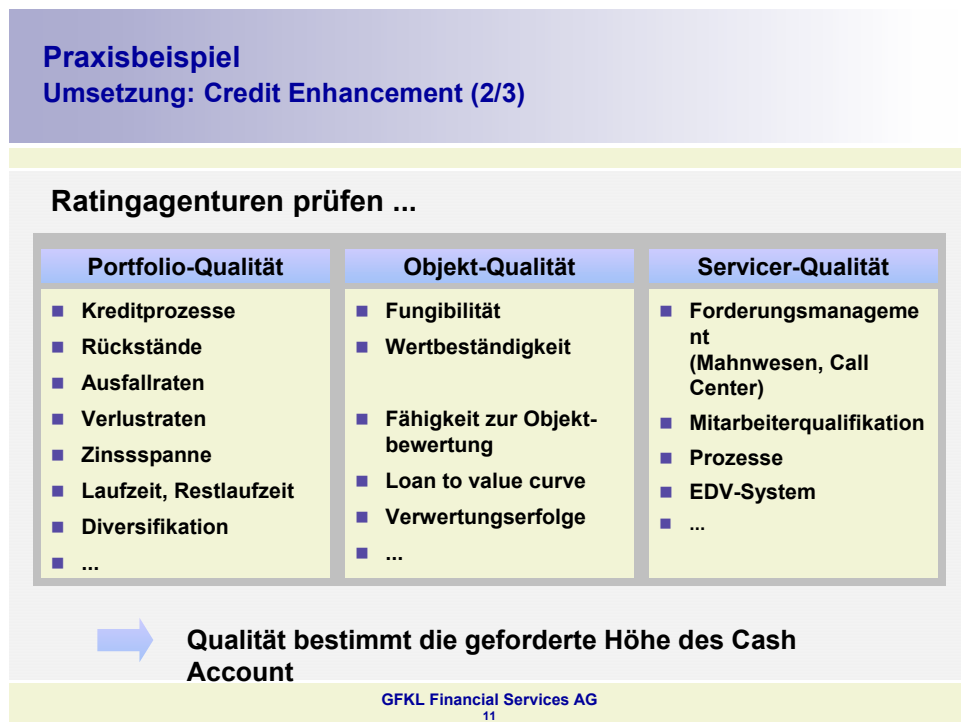 Praxisbeispiel
Umsetzung: Credit Enhancement (2/3)
Ratingagenturen prüfen ...
Portfolio-Qualität
Kreditprozesse
Rückstände
Ausfallraten
Verlustraten
Zinssspanne
Laufzeit, Restlaufzeit
Diversifikation
...
Objekt-Qualität
Fungibilität
Wertbeständigkeit
Fähigkeit zur Objekt-
bewertung
Loan to value curve
Verwertungserfolge
...
Servicer-Qualität
Forderungsmanageme
nt
(Mahnwesen, Call
Center)
Mitarbeiterqualifikation
Prozesse
EDV-System
...
Qualität bestimmt die geforderte Höhe des Cash
Account
GFKL Financial Services AG
11